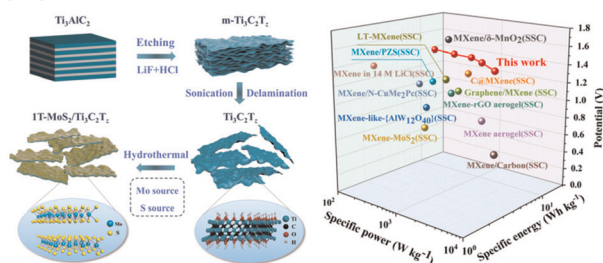 Ti3AlC2
m-Ti3C2Tz
Etching
LiF+HCl
Sonication
Delamination
1T-MoS2/Ti3C2Tz
Ti3C2Tz
Hydrothermal
Mo source
S source
Mo
S
Ti
C
O
H
MXene/δ-MnO2(SSC)
LT-MXene(SSC)
This work
MXene/PZS(SSC)
MXene in 14 M LiCl(SSC)
C@MXene(SSC)
MXene/N-CuMe2Pc(SSC)
Graphene/MXene (SSC)
MXene-rGO aerogel(SSC)
MXene-like-{AlW12O40}(SSC)
MXene aerogel(SSC)
MXene-MoS2(SSC)
MXene/Carbon(SSC)
1.8
1.6
1.4
1.2
1.0
0.8
0.6
0.4
0.2
0.0
Potential (V)
10^2
10^3
10^4
Specific power (W kg-1)
10^0
10^1
Specific energy (Wh kg-1)